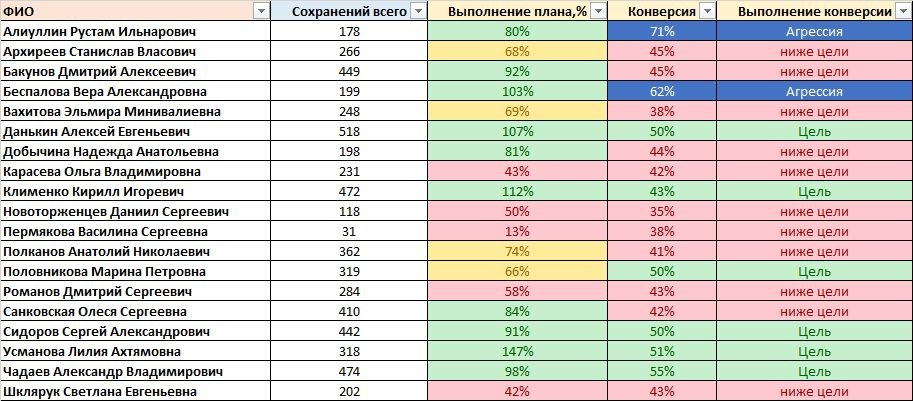 ФИО Сохранений всего Выполнение плана,% Конверсия Выполнение конверсии
Алиуллин Рустам Ильнарович 178 80% 71% Агрессия
Архиреев Станислав Власович 266 68% 45% ниже цели
Бакунов Дмитрий Алексеевич 449 92% 45% ниже цели
Беспалова Вера Александровна 199 103% 62% Агрессия
Вахитова Эльмира Минивалиевна 248 69% 38% ниже цели
Данькин Алексей Евгеньевич 518 107% 50% Цель
Добычина Надежда Анатольевна 198 81% 44% ниже цели
Карасева Ольга Владимировна 231 43% 42% ниже цели
Клименко Кирилл Игоревич 472 112% 43% Цель
Новоторженцев Даниил Сергеевич 118 50% 35% ниже цели
Пермякова Василина Сергеевна 31 13% 38% ниже цели
Полканов Анатолий Николаевич 362 74% 41% ниже цели
Половникова Марина Петровна 319 66% 50% Цель
Романов Дмитрий Сергеевич 284 58% 43% ниже цели
Санковская Олеся Сергеевна 410 84% 42% ниже цели
Сидоров Сергей Александрович 442 91% 50% Цель
Усманова Лилия Ахтямовна 318 147% 51% Цель
Чадаев Александр Владимирович 474 98% 55% Цель
Шклярук Светлана Евгеньевна 202 42% 43% ниже цели